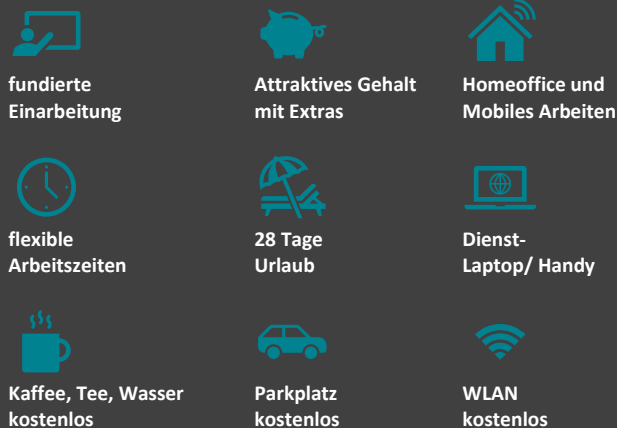 fundierte
Einarbeitung
Attraktives Gehalt
mit Extras
Homeoffice und
Mobiles Arbeiten
flexible
Arbeitszeiten
28 Tage
Urlaub
Dienst-
Laptop/ Handy
Kaffee, Tee, Wasser
kostenlos
Parkplatz
kostenlos
WLAN
kostenlos